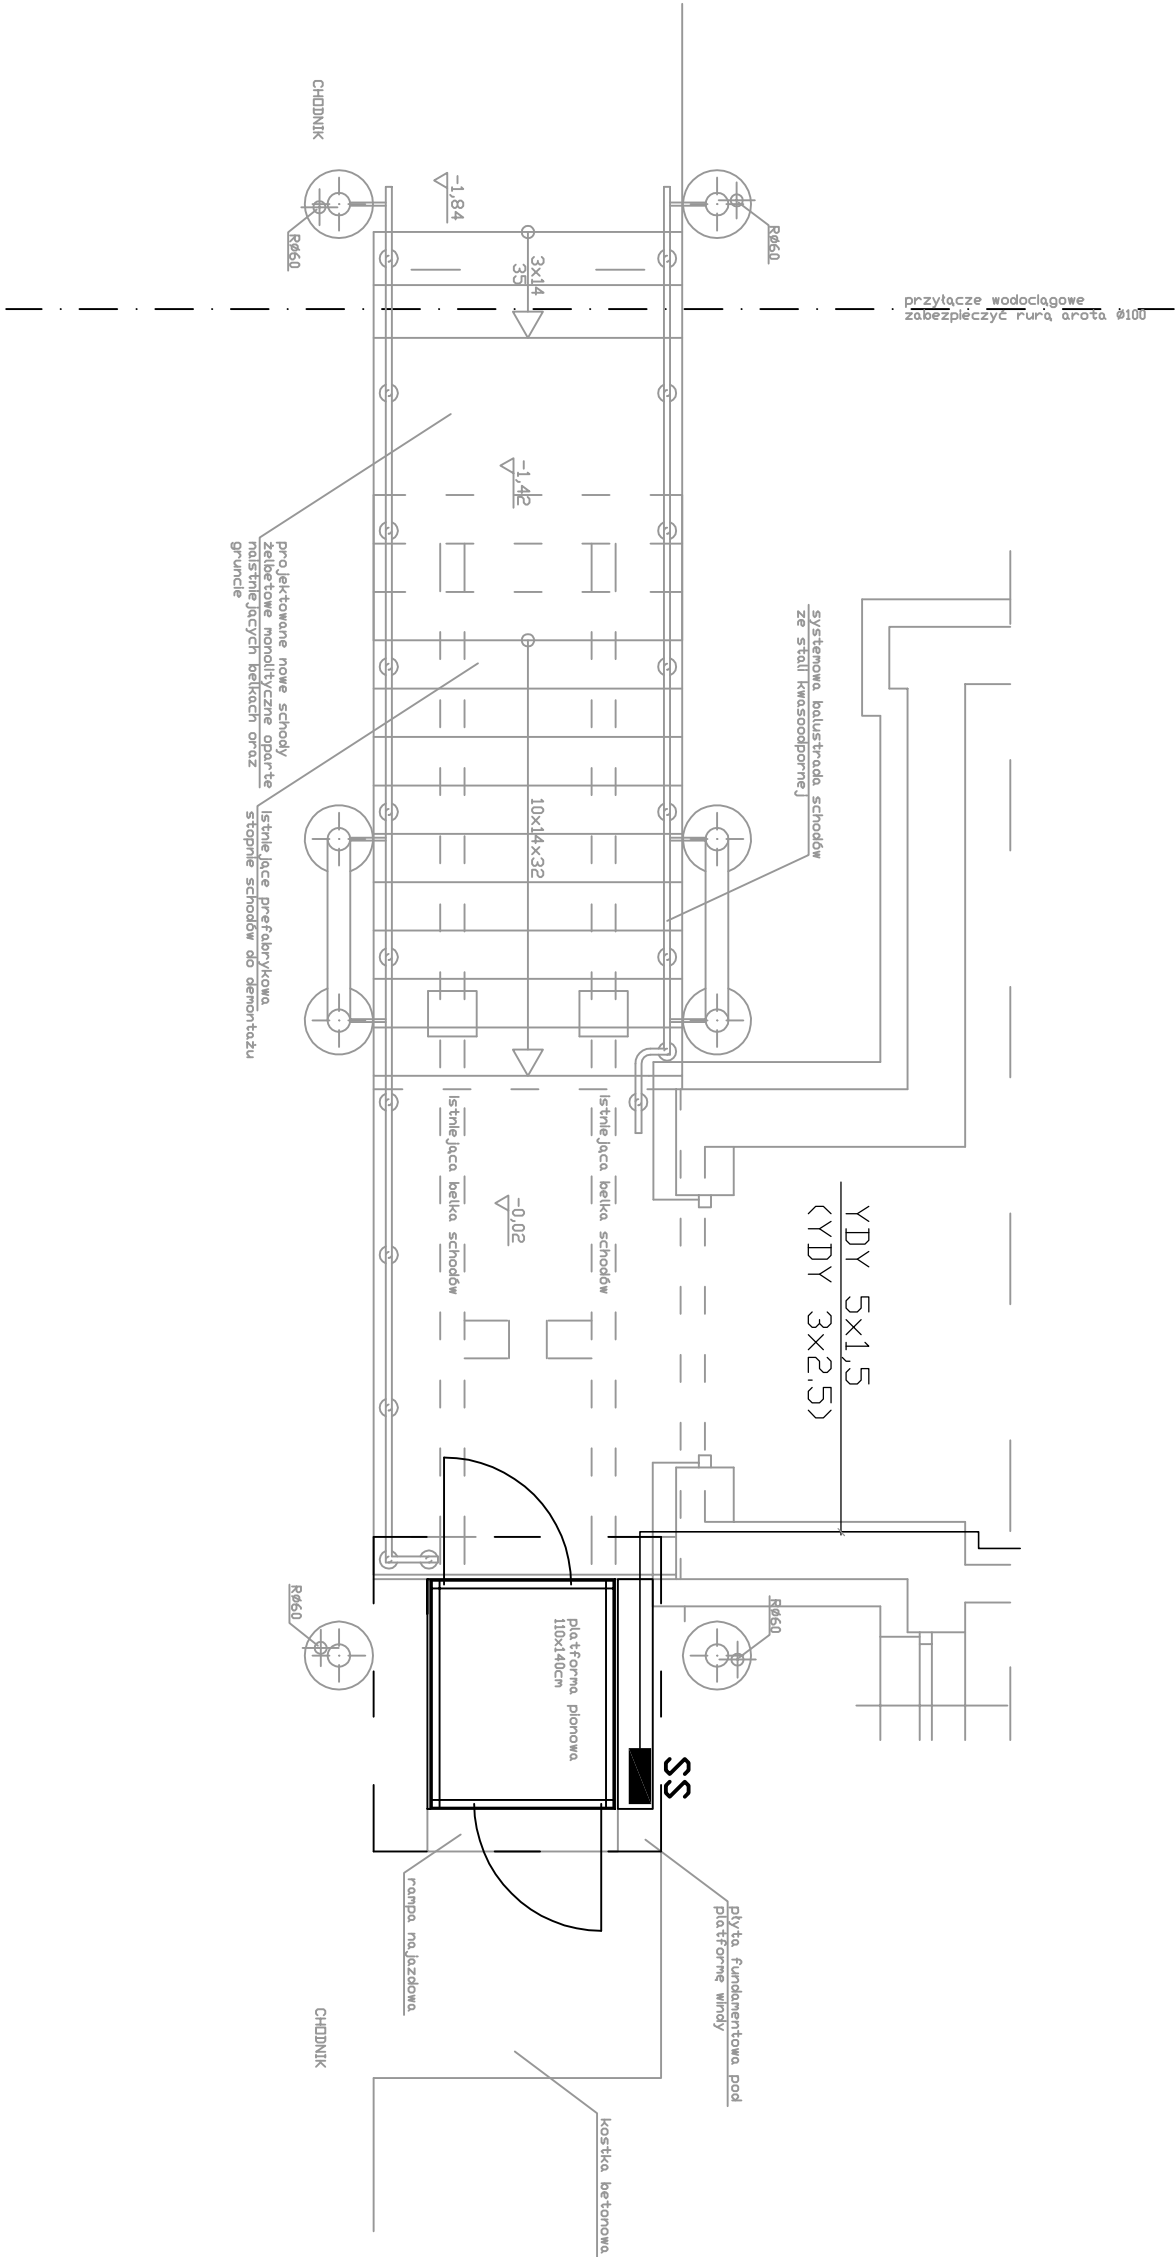 CHODNIK
RØ60
-1,84
3x14
35
RØ60
przyłącze wodociągowe
zabezpieczyć rurą arota Ø100
-1,42
projektowane nowe schody
żelbetowe monolityczne oparte
naistniejących belkach oraz
gruncie
istniejące prefabrykowa
stopnie schodów do demontażu
10x14x32
systemowa balustrada schodów
ze stali kwasoodpornej
istniejąca belka schodów
istniejąca belka schodów
-0,02
YDY 5x1,5
(YDY 3x2.5)
RØ60
RØ60
platforma pionowa
110x140cm
SS
rampa najazdowa
płyta fundamentowa pod
platformę windy
CHODNIK
kostka betonowa